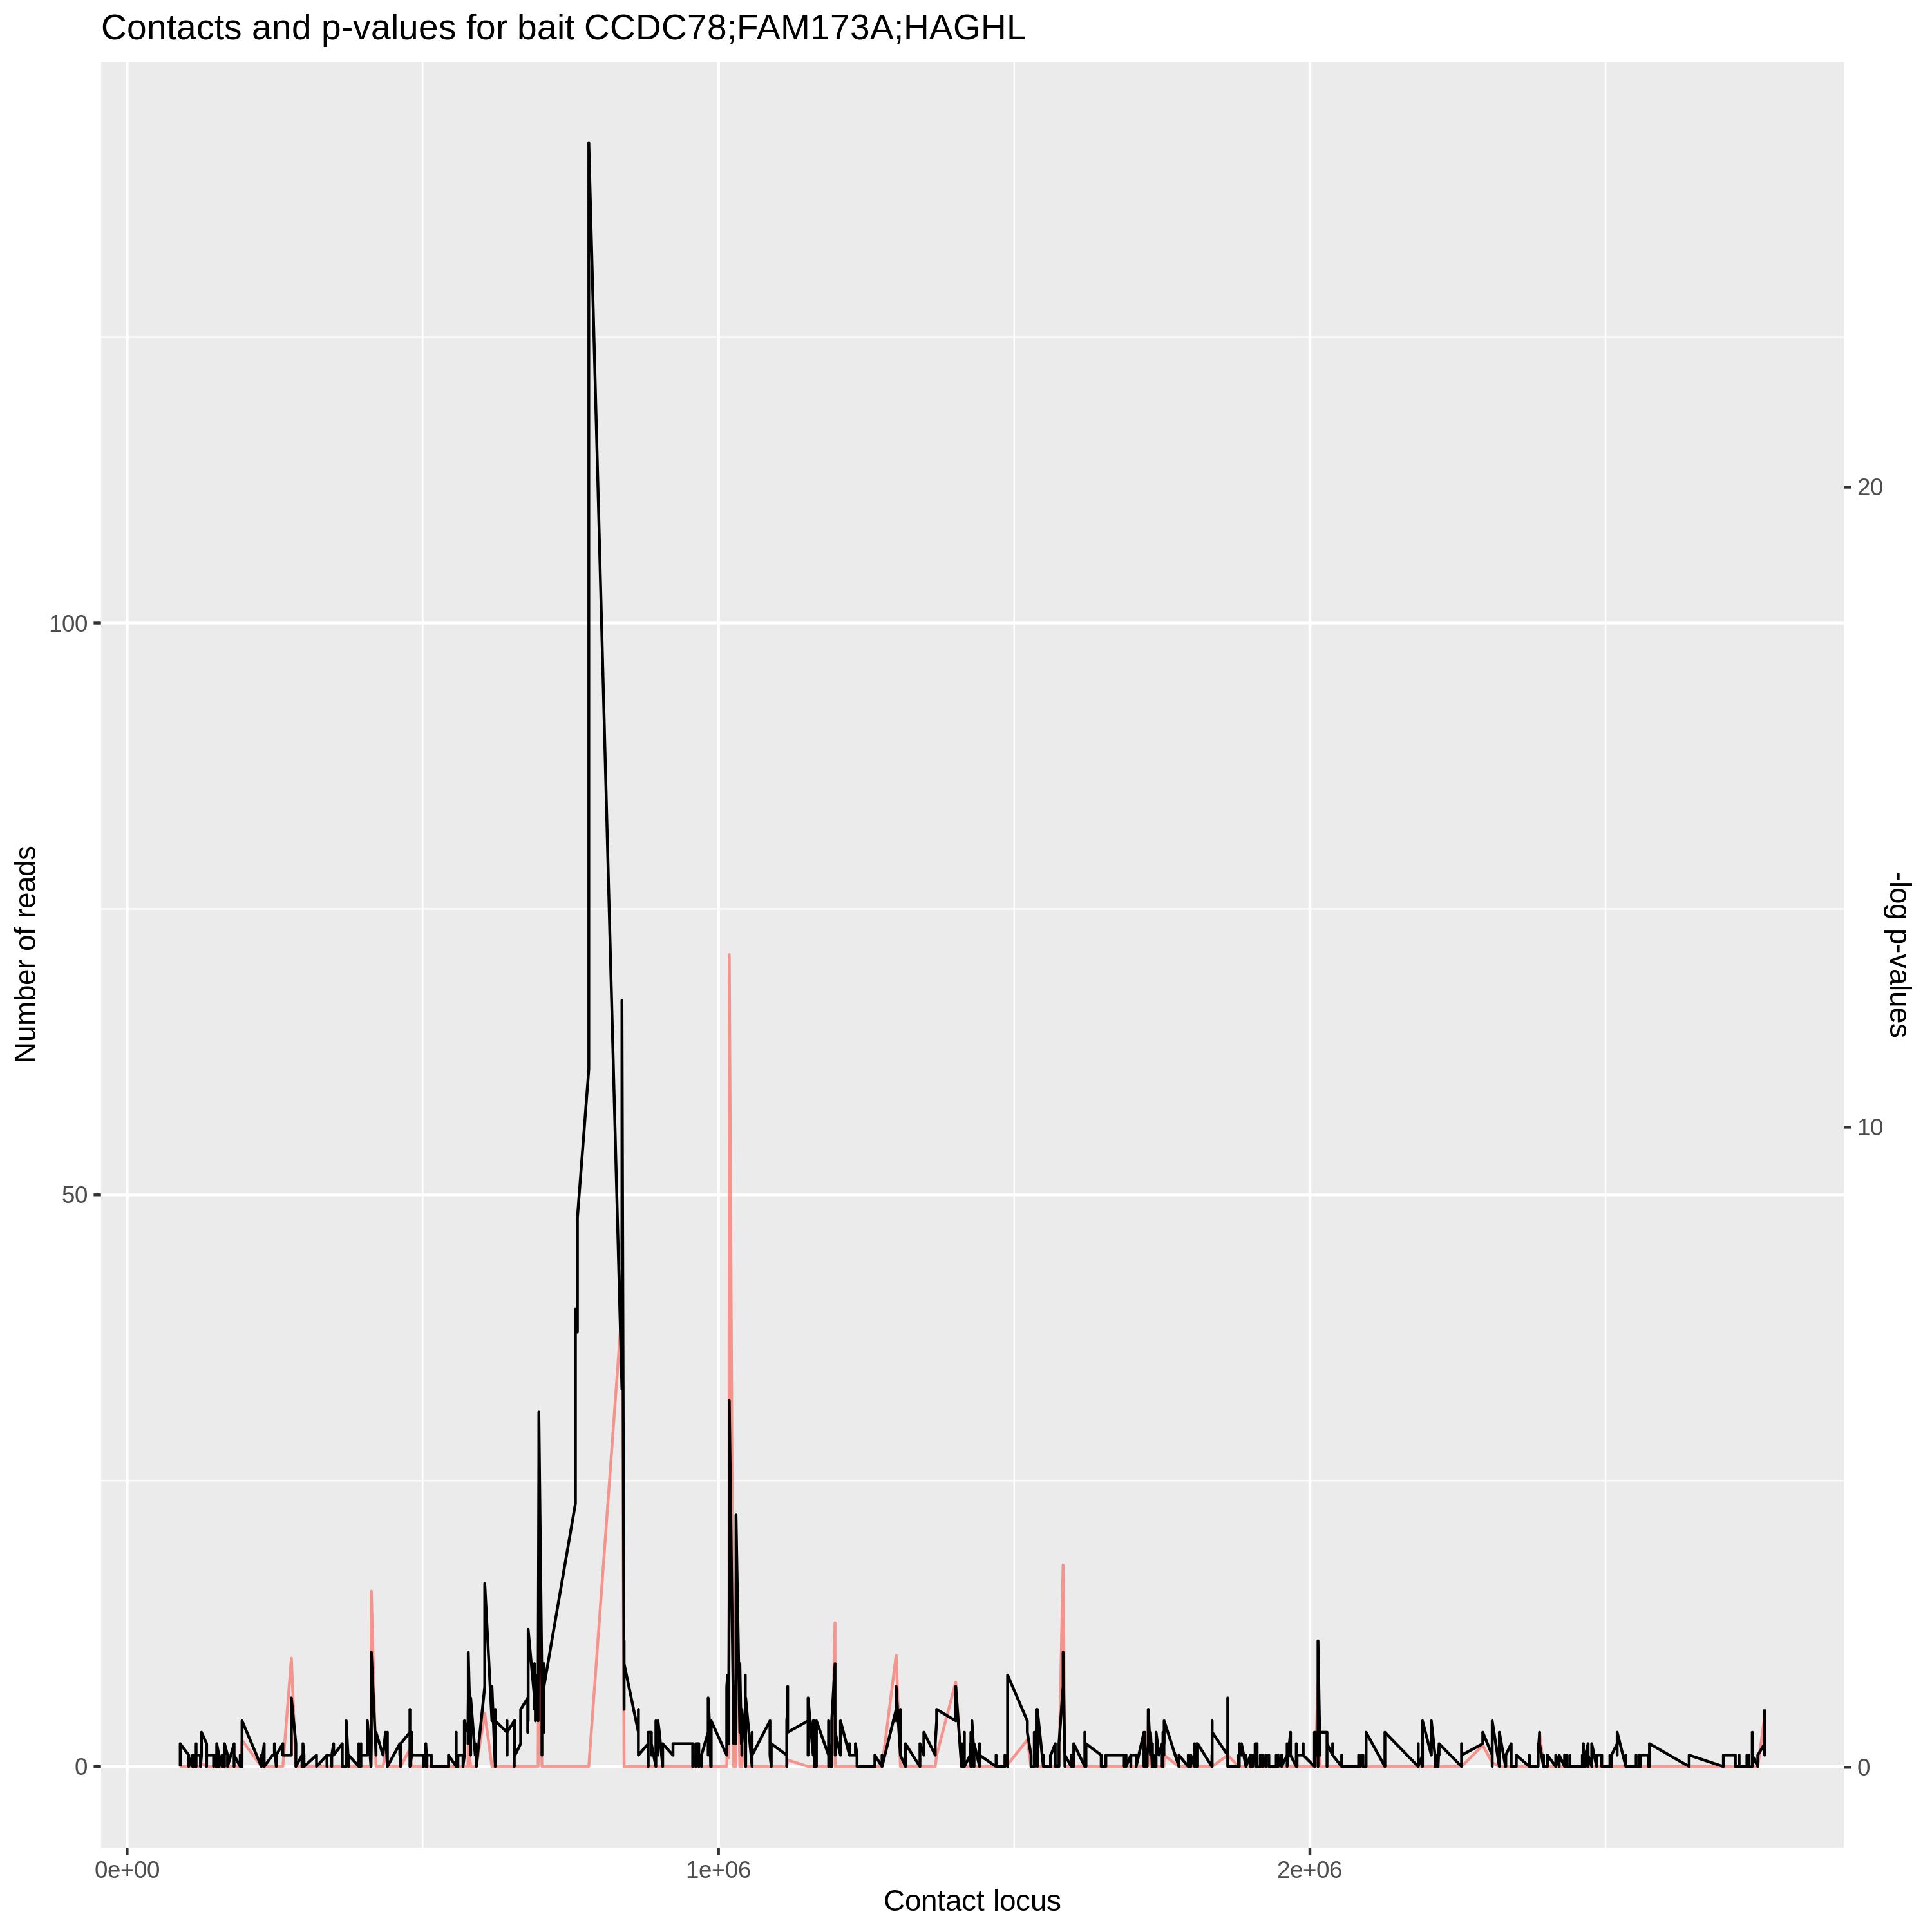 Contacts and p-values for bait CCDC78;FAM173A;HAGHL
Number of reads
100
50
0
20
10
0
-log p-values
0e+00
1e+06
2e+06
Contact locus